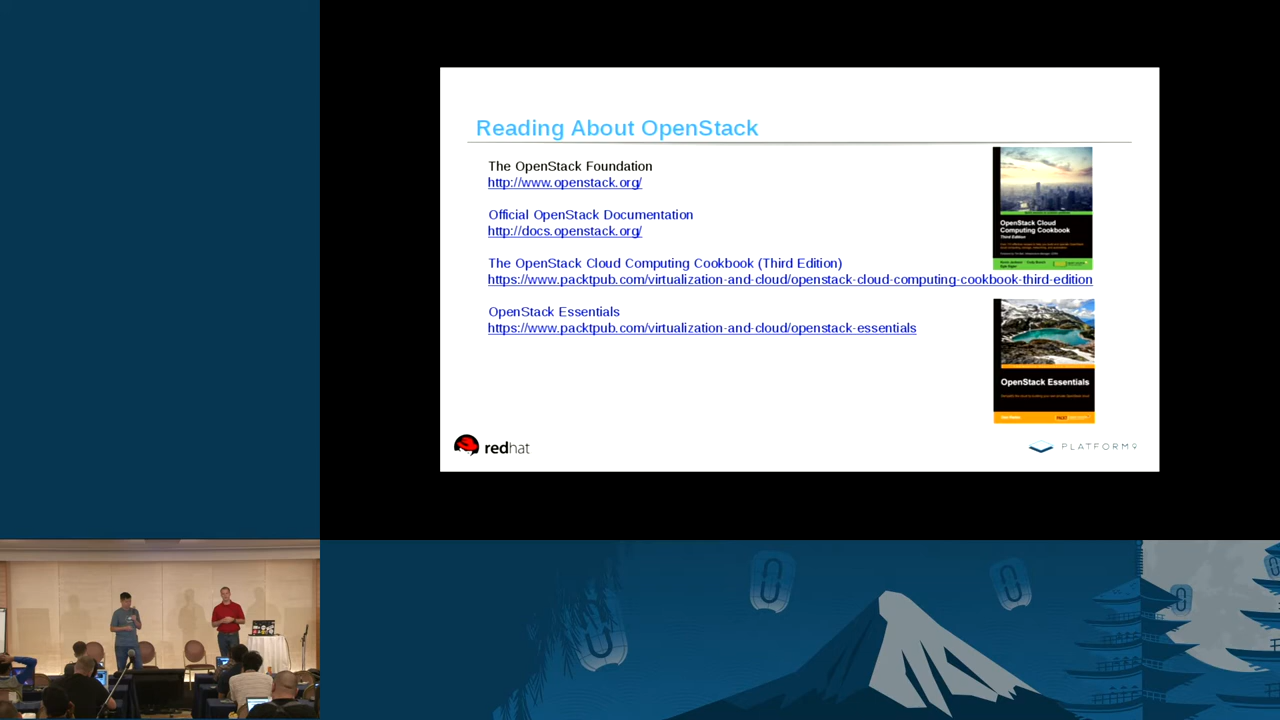 Reading About OpenStack
The OpenStack Foundation
http://www.openstack.org/
Official OpenStack Documentation
http://docs.openstack.org/
The OpenStack Cloud Computing Cookbook (Third Edition)
https://www.packtpub.com/virtualization-and-cloud/openstack-cloud-computing-cookbook-third-edition
OpenStack Essentials
https://www.packtpub.com/virtualization-and-cloud/openstack-essentials
OpenStack Cloud
Computing Cookbook
Third Edition
OpenStack Essentials
redhat
PLATFORM9